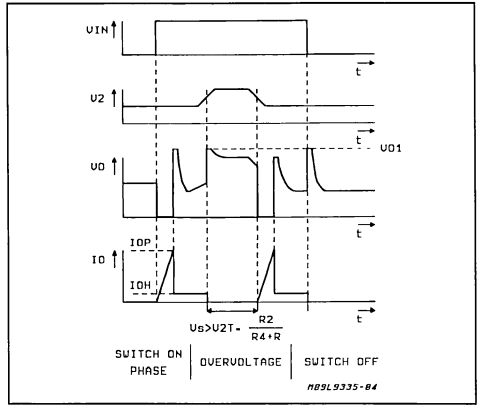 VIN
t
V2
t
VO1
VO
t
IOP
IO
IOH
t
Vs>V2T= R2
R4+R
SWITCH ON
PHASE
OVERVOLTAGE
SWITCH OFF
M89L9335-04